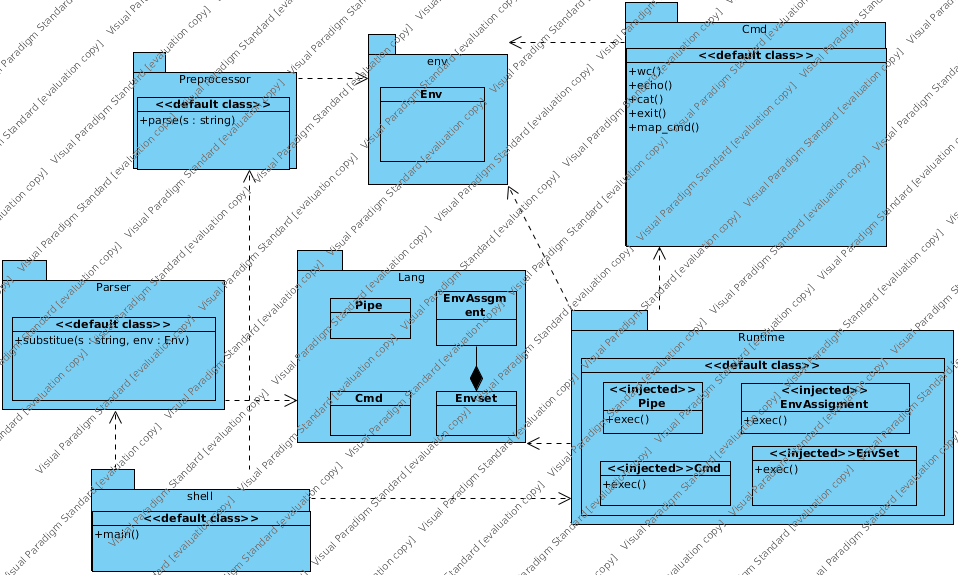 Cmd
<<default class>>
+wc()
+echo()
+cat()
+exit()
+map_cmd()
env
Env
Preprocessor
<<default class>>
+parse(s : string)
Lang
Pipe
EnvAssgm
ent
Cmd
Envset
Parser
<<default class>>
+substitue(s : string, env : Env)
Runtime
<<default class>>
<<injected>>
Pipe
+exec()
<<injected>>
EnvAssigment
+exec()
<<injected>>Cmd
+exec()
<<injected>>EnvSet
+exec()
shell
<<default class>>
+main()
Visual Paradigm Standard [evaluation copy]